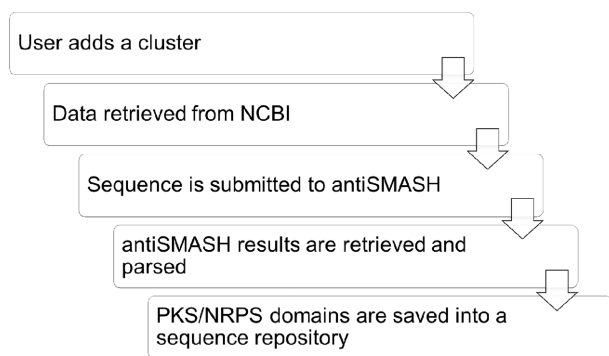 User adds a cluster
Data retrieved from NCBI
Sequence is submitted to antiSMASH
antiSMASH results are retrieved and
parsed
PKS/NRPS domains are saved into a
sequence repository